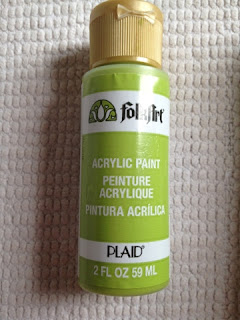 FolkArt
ACRYLIC PAINT
PEINTURE
ACRYLIQUE
PINTURA ACRÍLICA
PLAID®
2 FL OZ 59 ML